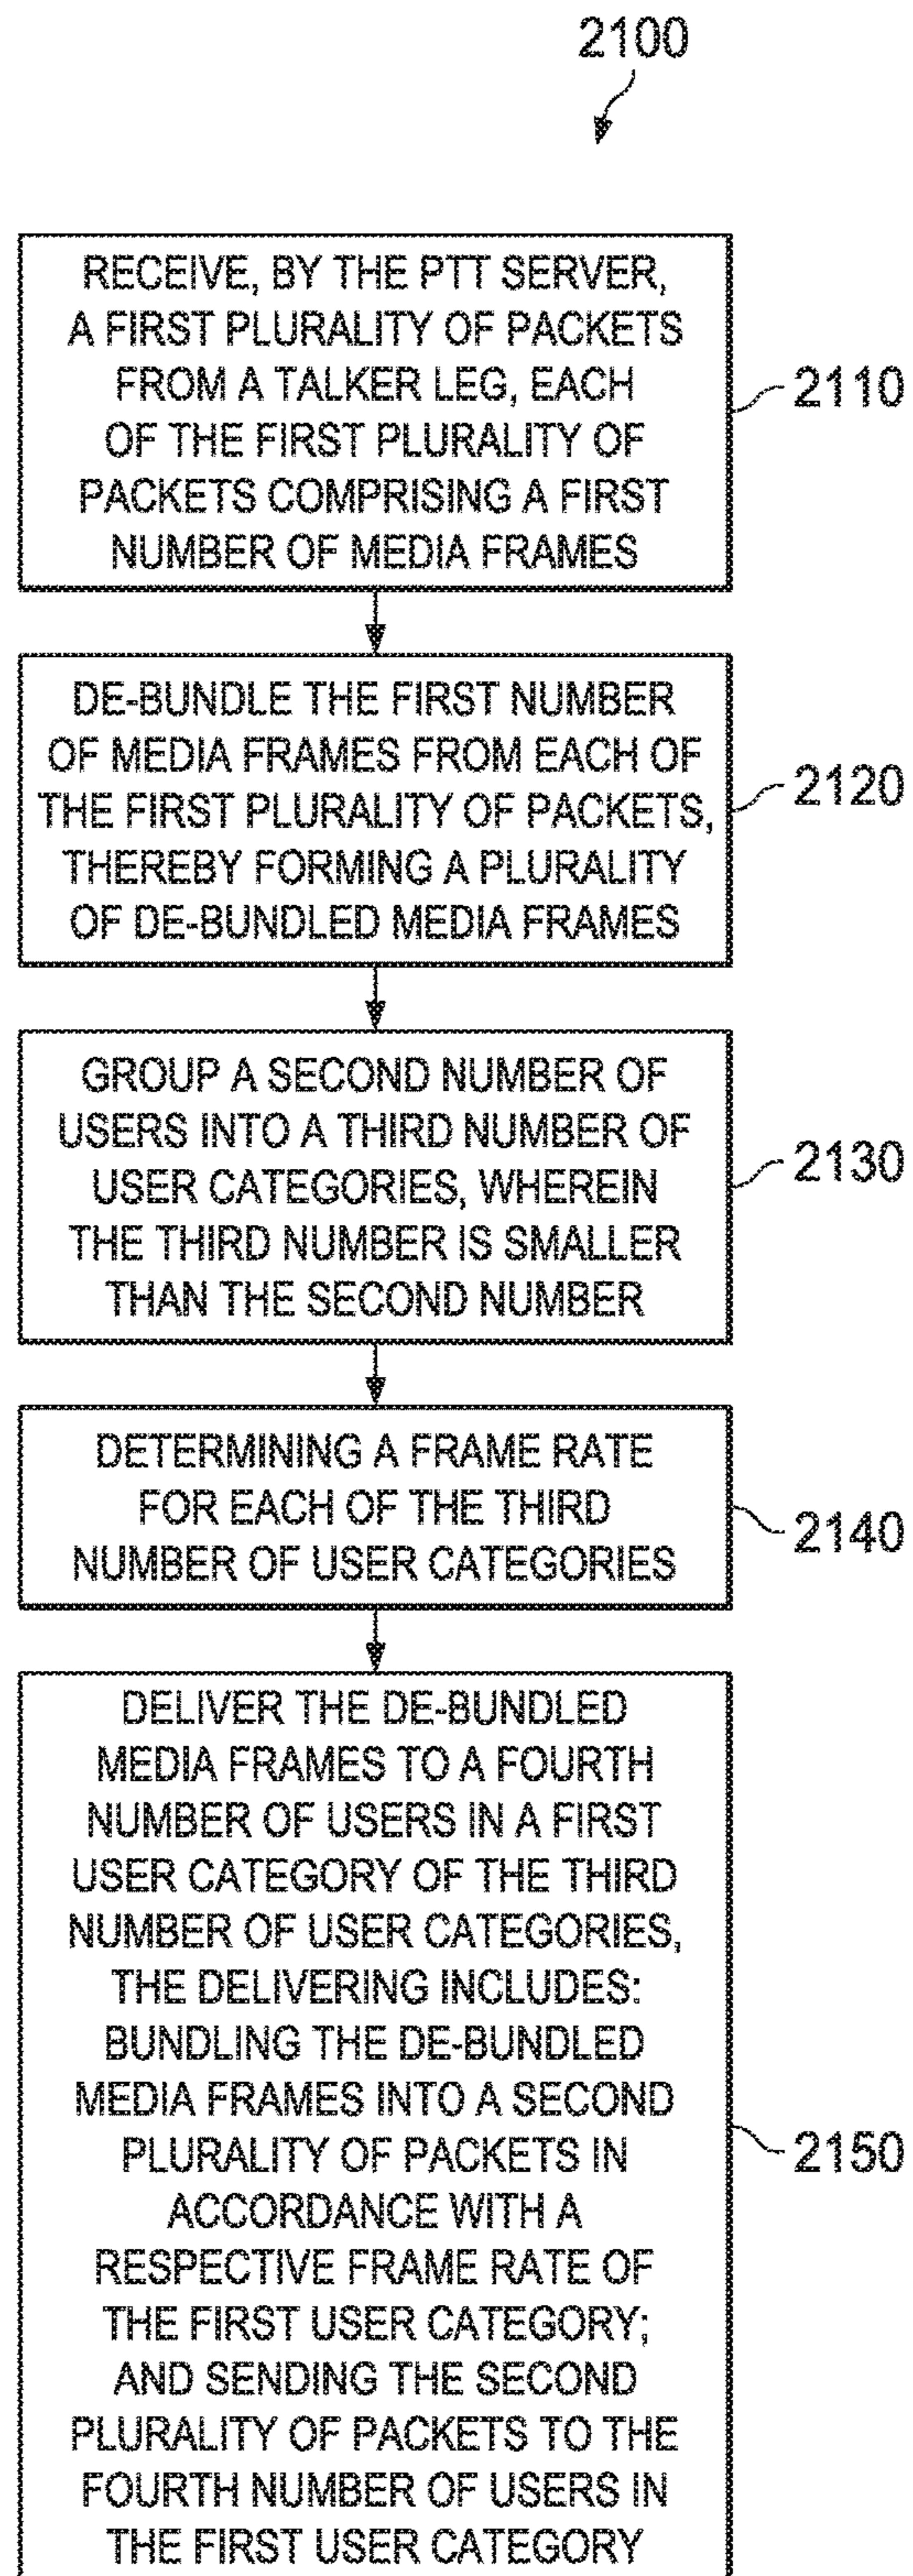 2100
RECEIVE, BY THE PTT SERVER,
A FIRST PLURALITY OF PACKETS
FROM A TALKER LEG, EACH
OF THE FIRST PLURALITY OF
PACKETS COMPRISING A FIRST
NUMBER OF MEDIA FRAMES
2110
DE-BUNDLE THE FIRST NUMBER
OF MEDIA FRAMES FROM EACH OF
THE FIRST PLURALITY OF PACKETS,
THEREBY FORMING A PLURALITY
OF DE-BUNDLED MEDIA FRAMES
2120
GROUP A SECOND NUMBER OF
USERS INTO A THIRD NUMBER OF
USER CATEGORIES, WHEREIN
THE THIRD NUMBER IS SMALLER
THAN THE SECOND NUMBER
2130
DETERMINING A FRAME RATE
FOR EACH OF THE THIRD
NUMBER OF USER CATEGORIES
2140
DELIVER THE DE-BUNDLED
MEDIA FRAMES TO A FOURTH
NUMBER OF USERS IN A FIRST
USER CATEGORY OF THE THIRD
NUMBER OF USER CATEGORIES,
THE DELIVERING INCLUDES:
BUNDLING THE DE-BUNDLED
MEDIA FRAMES INTO A SECOND
PLURALITY OF PACKETS IN
ACCORDANCE WITH A
RESPECTIVE FRAME RATE OF
THE FIRST USER CATEGORY;
AND SENDING THE SECOND
PLURALITY OF PACKETS TO THE
FOURTH NUMBER OF USERS IN
THE FIRST USER CATEGORY
2150